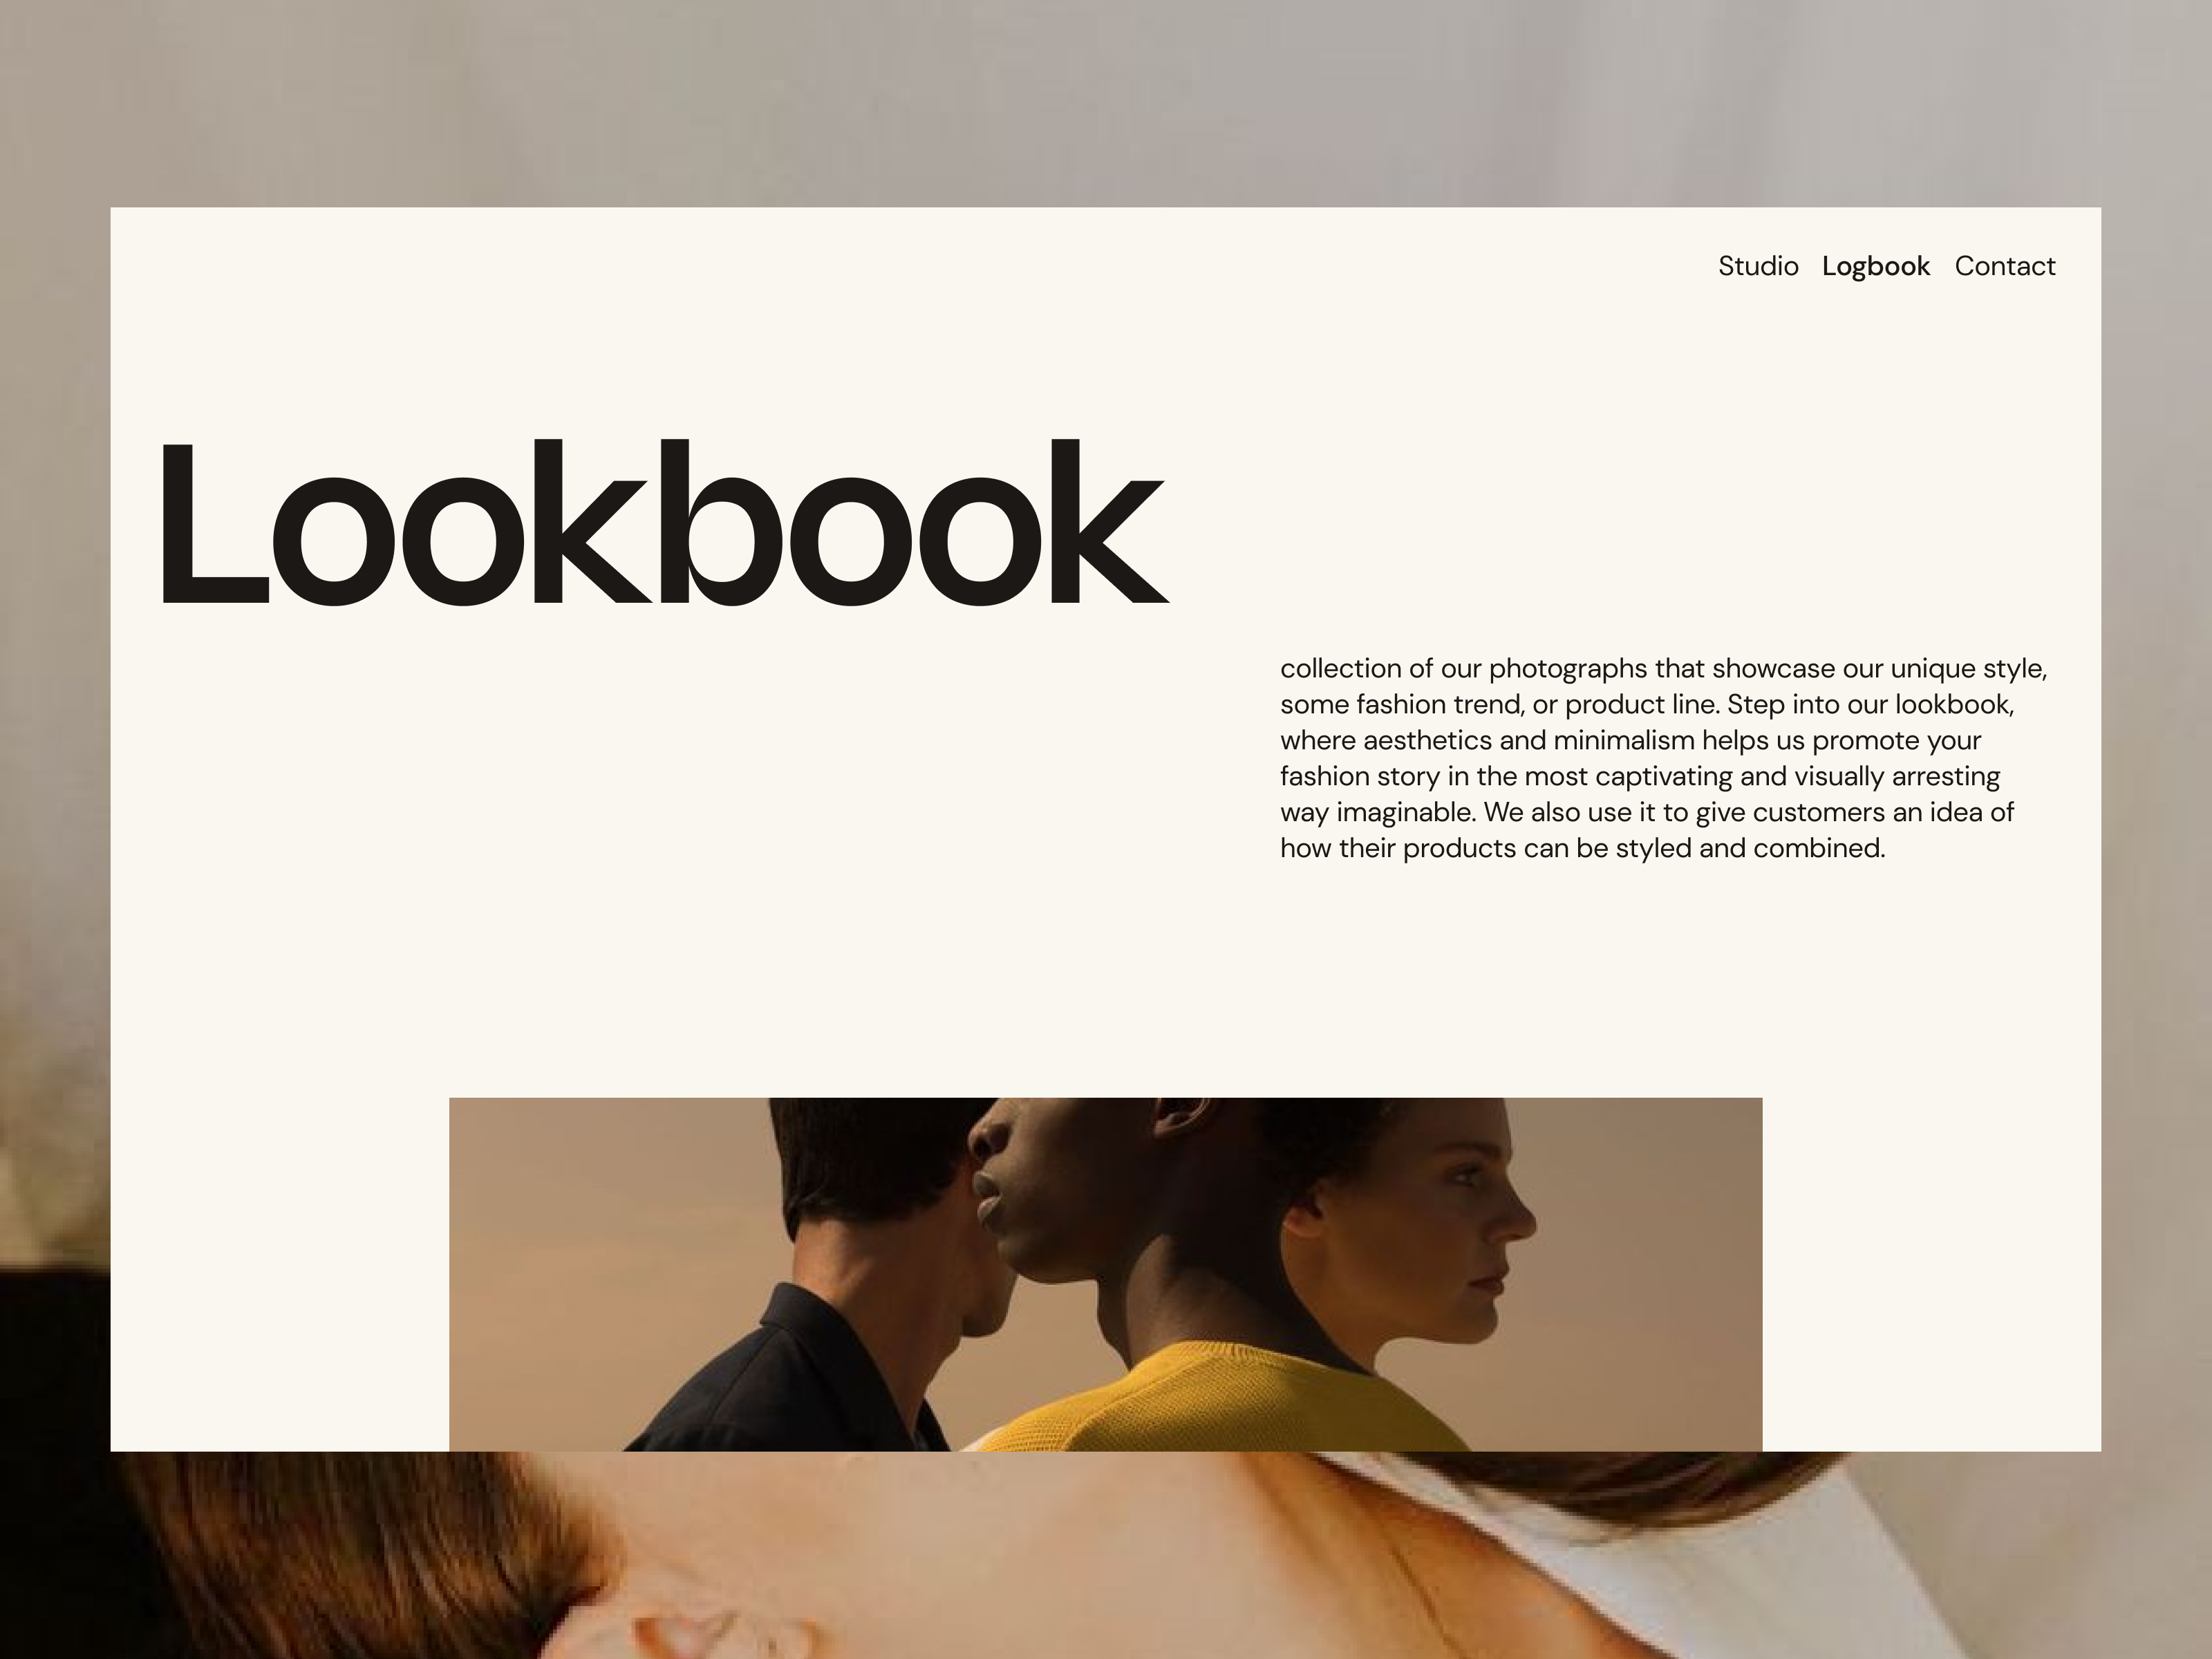 Studio Logbook Contact
Lookbook
collection of our photographs that showcase our unique style,
some fashion trend, or product line. Step into our lookbook,
where aesthetics and minimalism helps us promote your
fashion story in the most captivating and visually arresting
way imaginable. We also use it to give customers an idea of
how their products can be styled and combined.